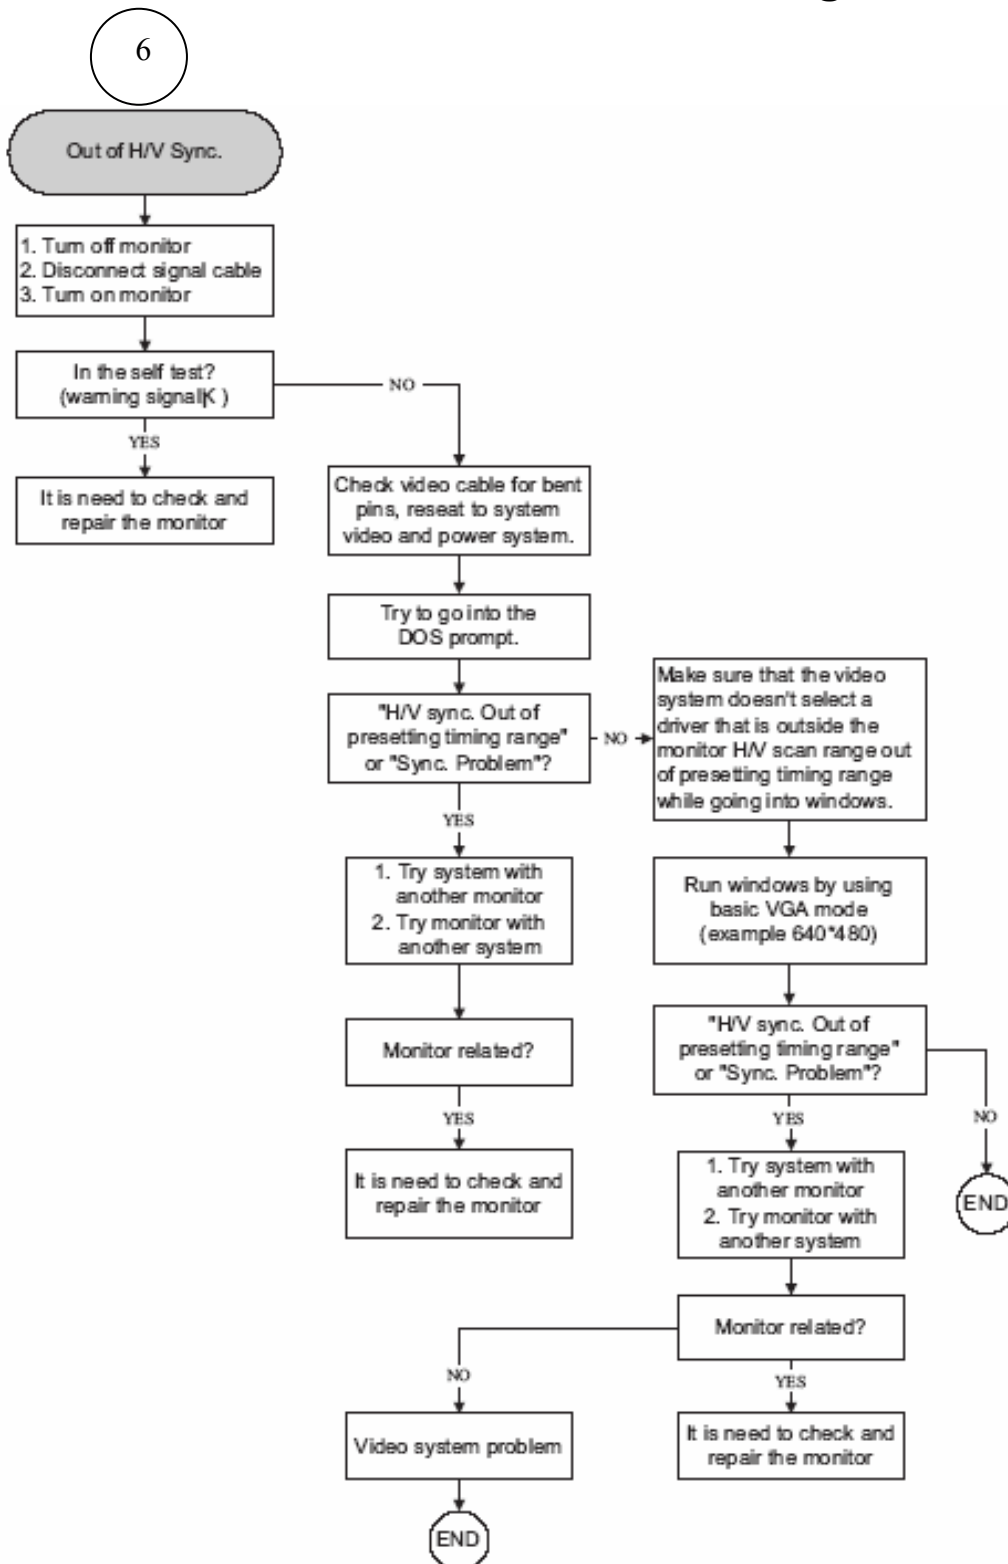 6
Out of H/V Sync.
1. Turn off monitor
2. Disconnect signal cable
3. Turn on monitor
In the self test?
(warning signal|K )
NO
YES
It is need to check and
repair the monitor
Check video cable for bent
pins, reseat to system
video and power system.
Try to go into the
DOS prompt.
"H/V sync. Out of
presetting timing range"
or "Sync. Problem"?
NO
Make sure that the video
system doesn't select a
driver that is outside the
monitor H/V scan range out
of presetting timing range
while going into windows.
YES
1. Try system with
another monitor
2. Try monitor with
another system
Run windows by using
basic VGA mode
(example 640*480)
Monitor related?
"H/V sync. Out of
presetting timing range"
or "Sync. Problem"?
YES
YES
NO
It is need to check and
repair the monitor
1. Try system with
another monitor
2. Try monitor with
another system
END
Monitor related?
NO
YES
Video system problem
It is need to check and
repair the monitor
END